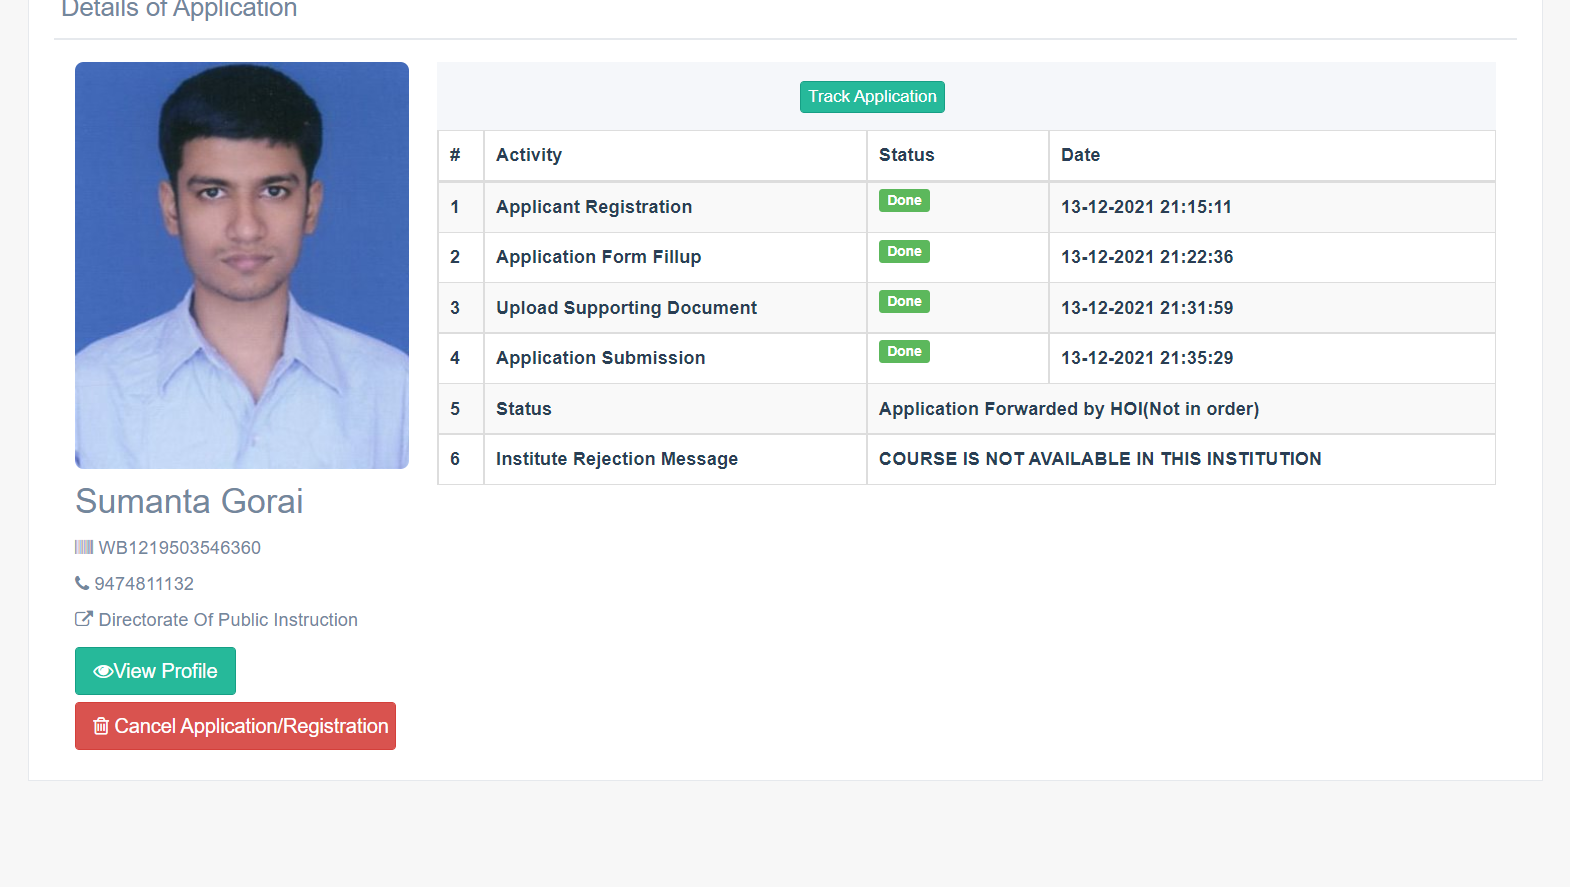 Details of Application
Track Application
# Activity Status Date
1 Applicant Registration Done 13-12-2021 21:15:11
2 Application Form Fillup Done 13-12-2021 21:22:36
3 Upload Supporting Document Done 13-12-2021 21:31:59
4 Application Submission Done 13-12-2021 21:35:29
5 Status Application Forwarded by HOI(Not in order)
6 Institute Rejection Message COURSE IS NOT AVAILABLE IN THIS INSTITUTION
Sumanta Gorai
WB1219503546360
9474811132
Directorate Of Public Instruction
View Profile
Cancel Application/Registration